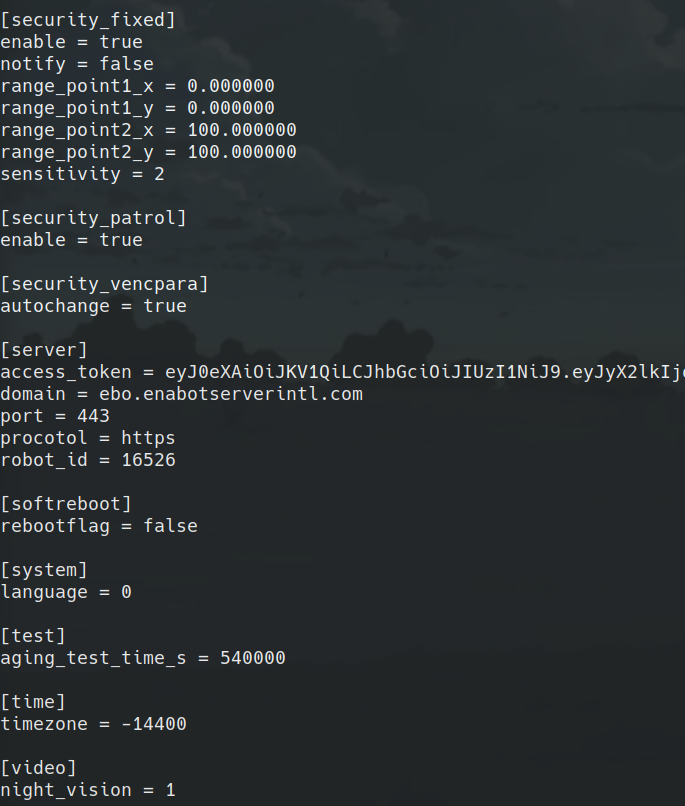 [security_fixed]
enable = true
notify = false
range_point1_x = 0.000000
range_point1_y = 0.000000
range_point2_x = 100.000000
range_point2_y = 100.000000
sensitivity = 2
[security_patrol]
enable = true
[security_vencpara]
autochange = true
[server]
access_token = eyJ0eXAiOiJKV1QiLCJhbGciOiJIUzI1NiJ9.eyJyX2lkIjo
domain = ebo.enabotserverintl.com
port = 443
procotol = https
robot_id = 16526
[softreboot]
rebootflag = false
[system]
language = 0
[test]
aging_test_time_s = 540000
[time]
timezone = -14400
[video]
night_vision = 1